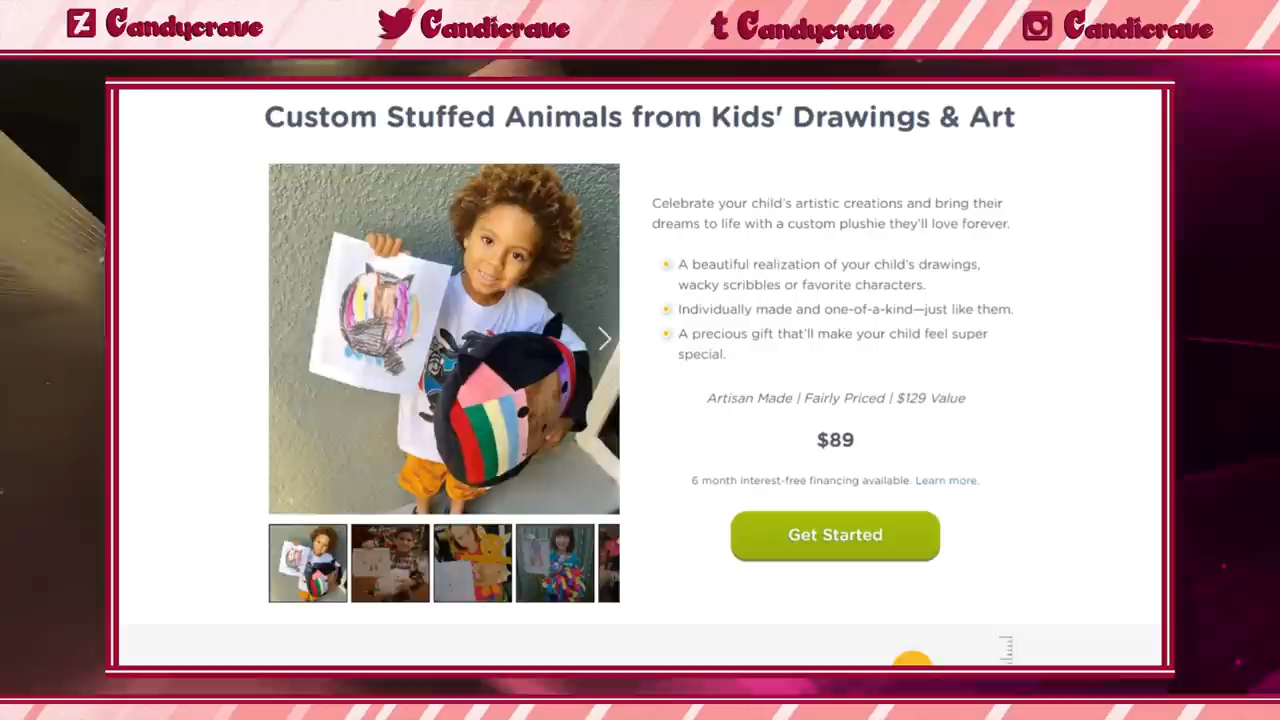 Candycrave Candicrave Candycrave Candicrave
Custom Stuffed Animals from Kids' Drawings & Art
Celebrate your child's artistic creations and bring their
dreams to life with a custom plushie they'll love forever.
A beautiful realization of your child's drawings,
wacky scribbles or favorite characters.
Individually made and one-of-a-kind—just like them.
A precious gift that'll make your child feel super
special.
Artisan Made | Fairly Priced | $129 Value
$89
6 month interest-free financing available. Learn more.
Get Started